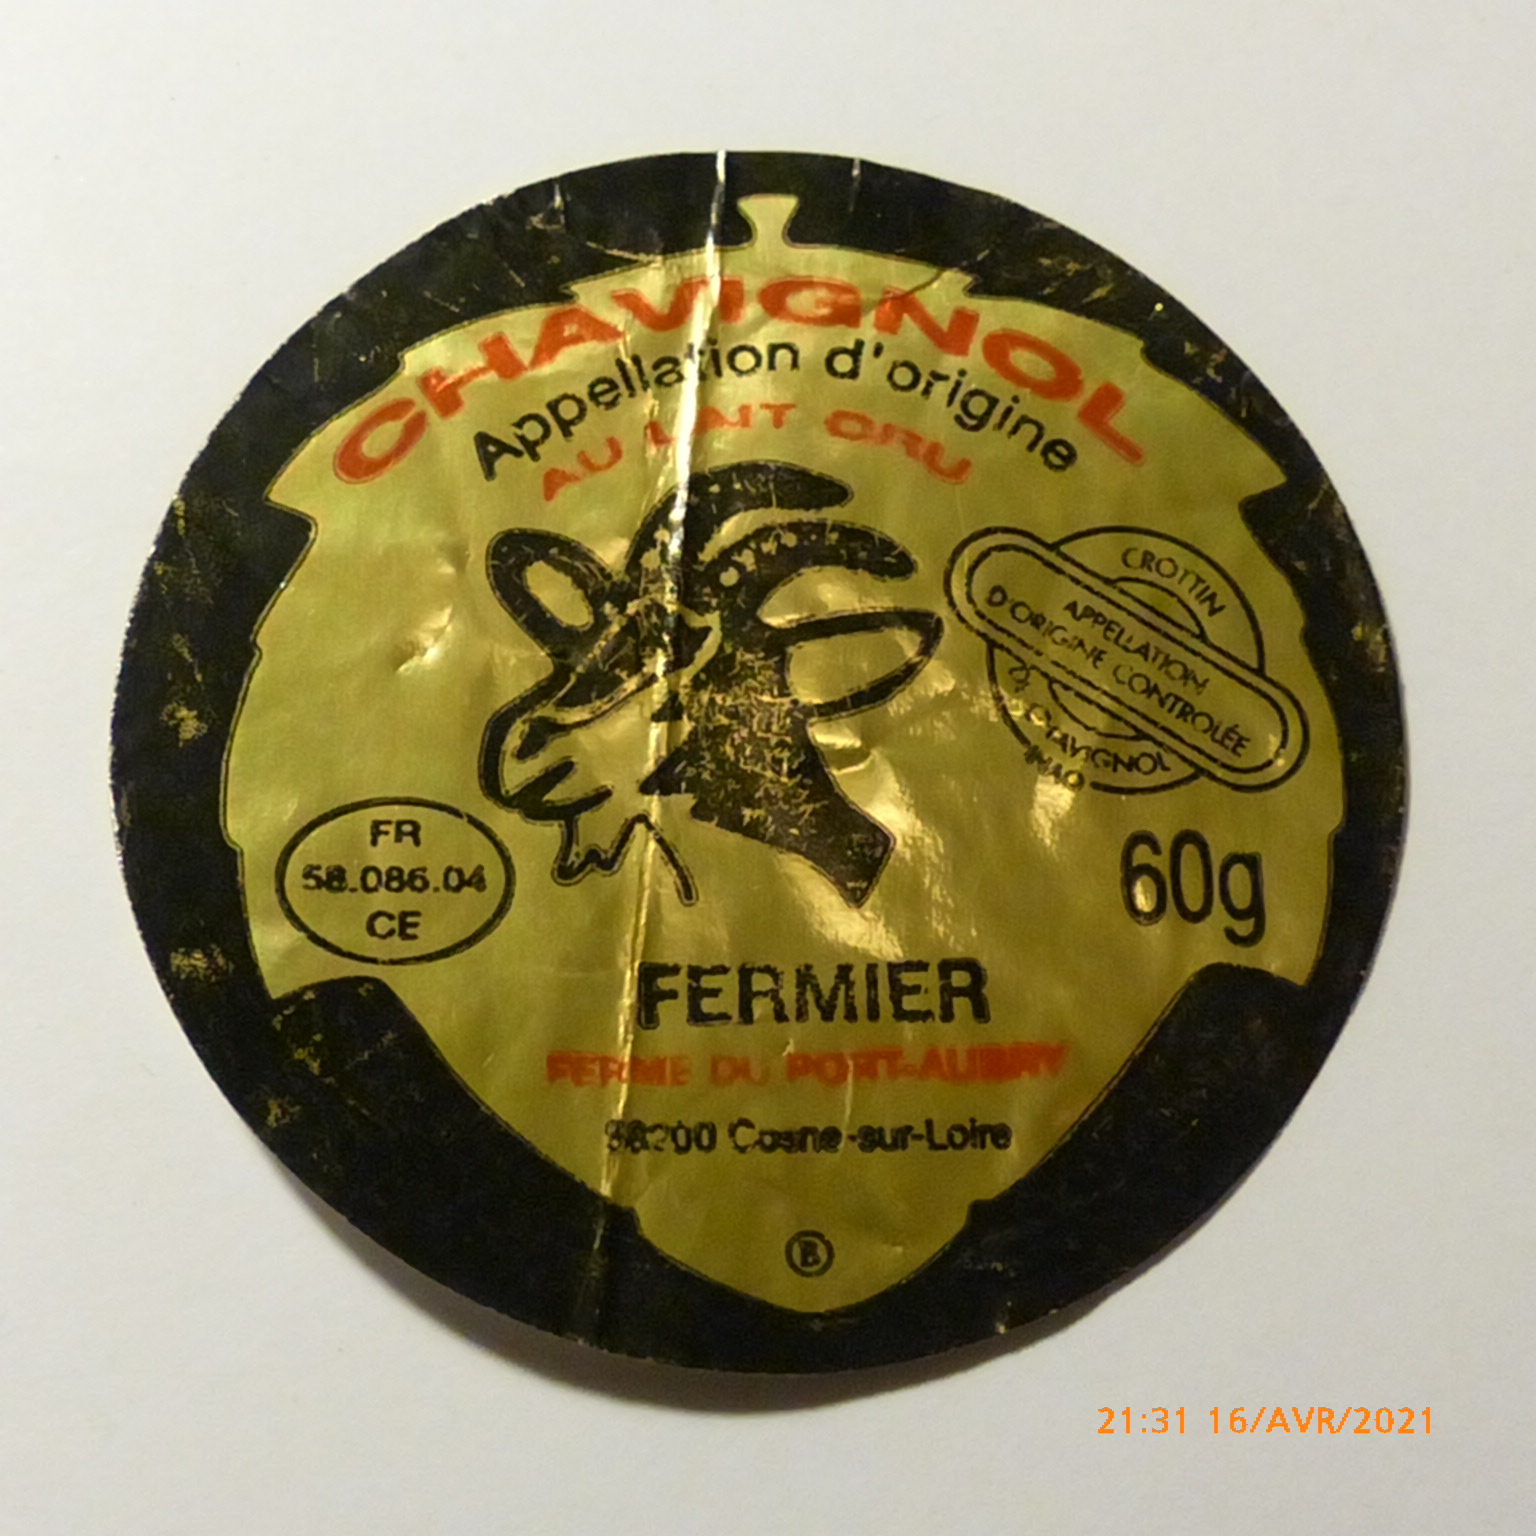 CHAVIGNOL
Appellation d'origine
AU LAIT CRU
CROTTIN
APPELLATION
D'ORIGINE CONTROLÉE
CHAVIGNOL
INAO
FR
58.086.04
CE
60g
FERMIER
FERME DU PORT-AUBRY
58200 Cosne-sur-Loire
21:31 16/AVR/2021